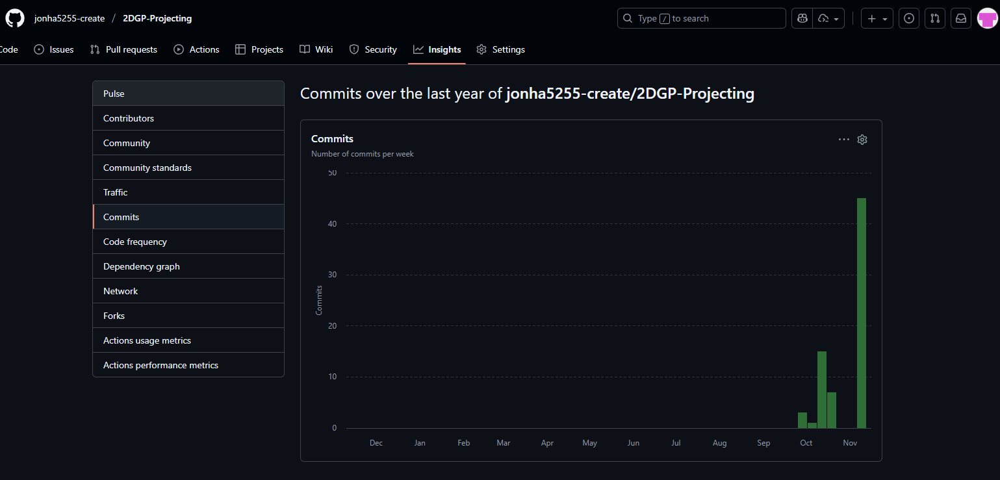 jonha5255-create / 2DGP-Projecting
Type / to search
Code Issues Pull requests Actions Projects Wiki Security Insights Settings
Pulse
Contributors
Community
Community standards
Traffic
Commits
Code frequency
Dependency graph
Network
Forks
Actions usage metrics
Actions performance metrics
Commits over the last year of jonha5255-create/2DGP-Projecting
Commits
Number of commits per week
50
40
30
20
10
0
Commits
Dec Jan Feb Mar Apr May Jun Jul Aug Sep Oct Nov